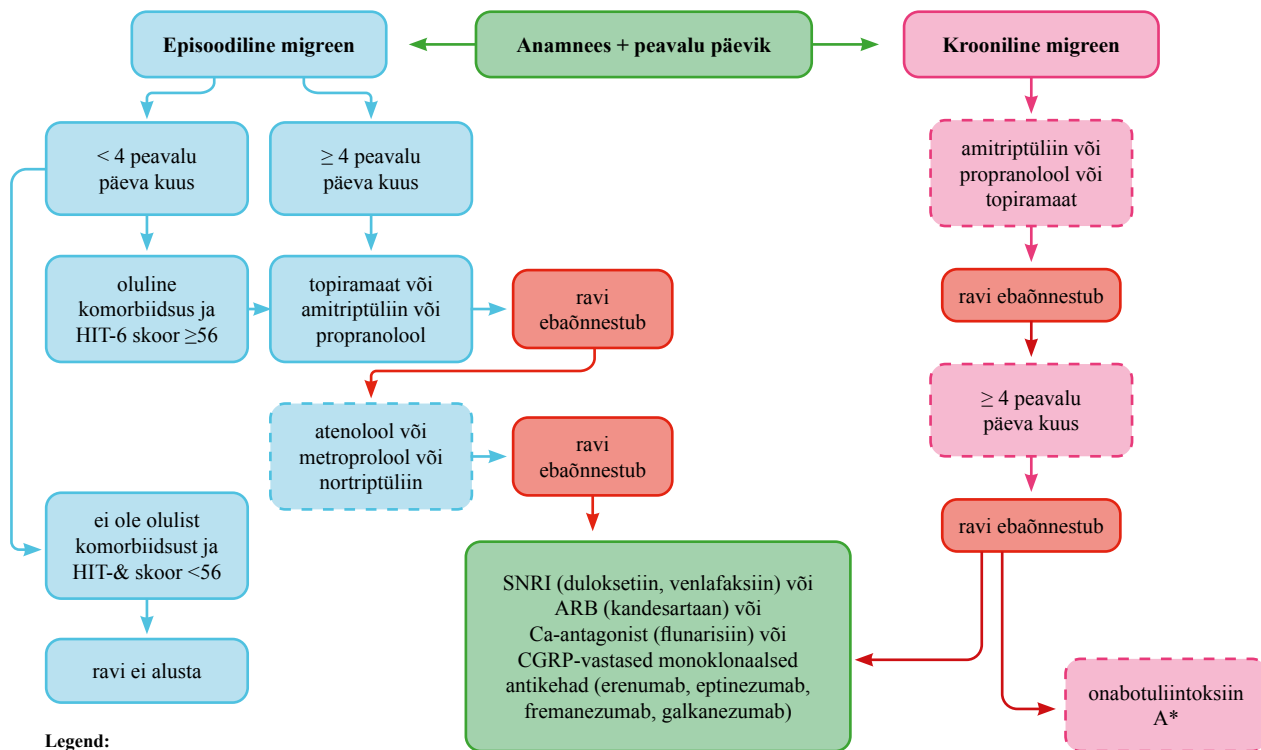 Episoodiline migreen
Anamnees + peavalu päevik
Krooniline migreen
< 4 peavalu
päeva kuus
≥ 4 peavalu
päeva kuus
amitriptüliin või
propranolool või
topiramaat
oluline
komorbiidsus ja
HIT-6 skoor ≥56
topiramaat või
amitriptüliin või
propranolool
ravi
ebaõnnestub
ravi ebaõnnestub
atenolool või
metroprolool või
nortriptüliin
ravi
ebaõnnestub
≥ 4 peavalu
päeva kuus
ei ole olulist
komorbiidsust ja
HIT-& skoor <56
ravi ebaõnnestub
SNRI (duloksetiin, venlafaksiin) või
ARB (kandesartaan) või
Ca-antagonist (flunarisiin) või
CGRP-vastased monoklonaalsed
antikehad (erenumab, eptinezumab,
fremanezumab, galkanezumab)
ravi ei alusta
onabotuliintoksiin
A*
Legend: